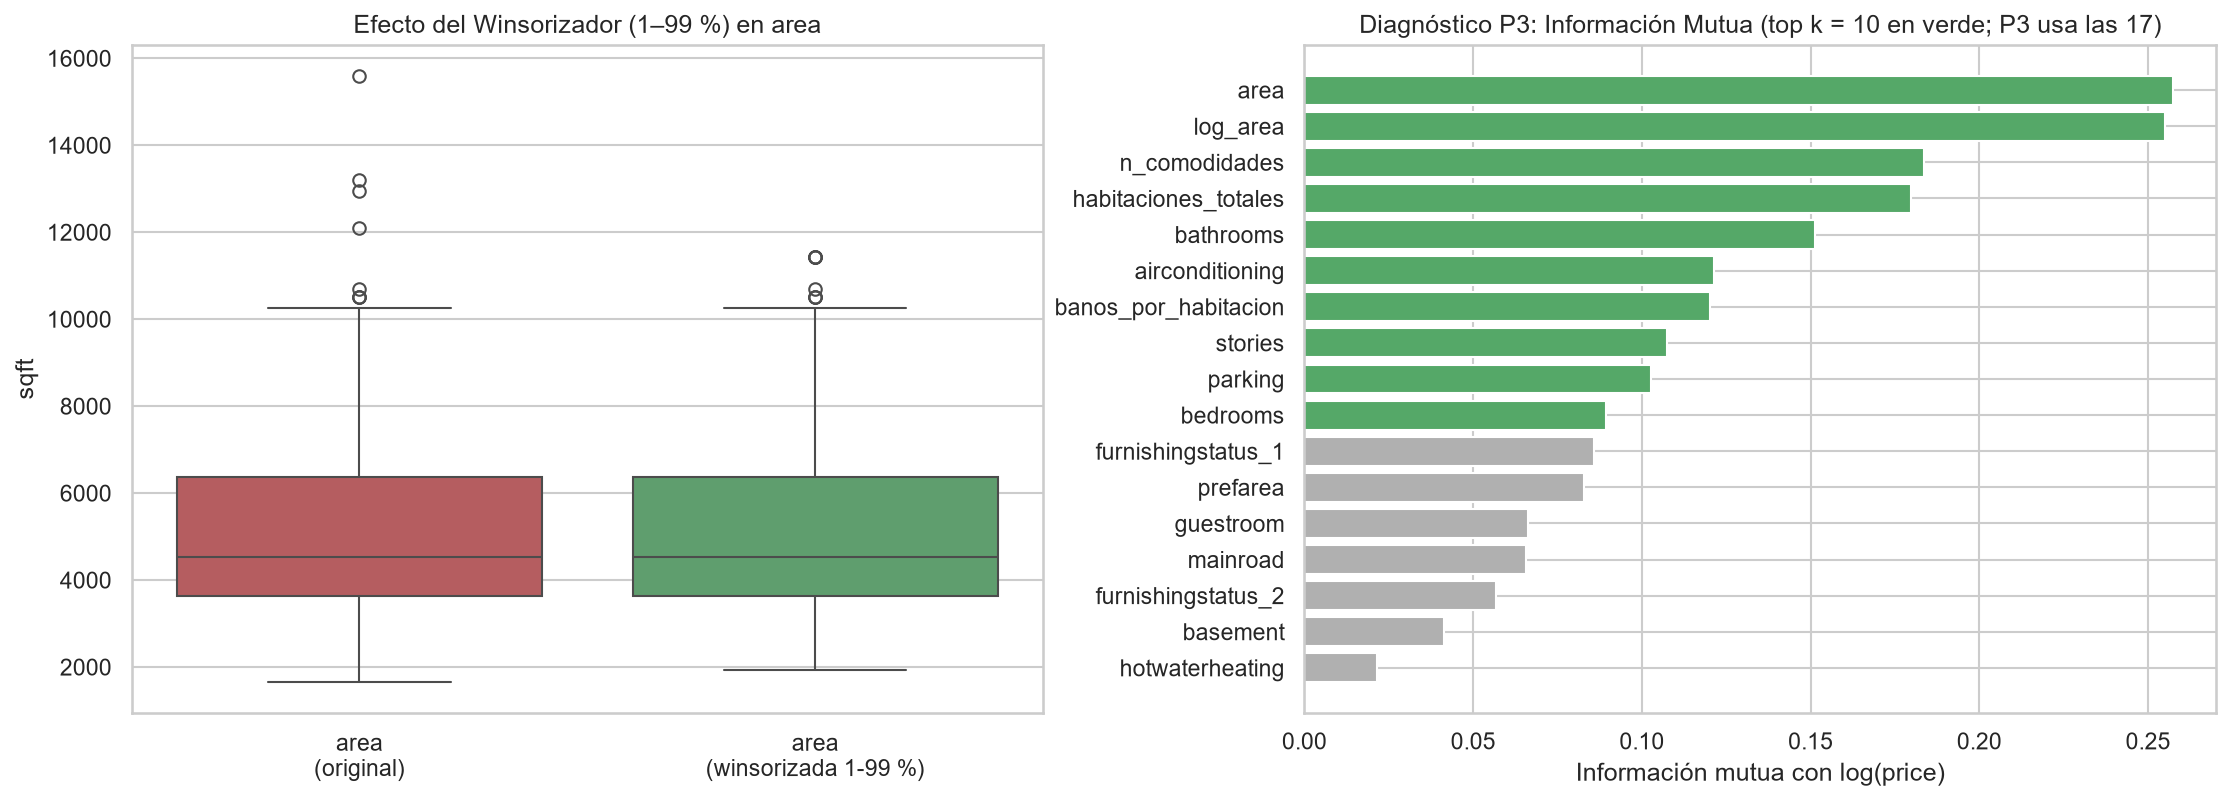 Efecto del Winsorizador (1–99 %) en area
16000
14000
12000
10000
8000
6000
4000
2000
sqft
area
(original)
area
(winsorizada 1-99 %)
Diagnóstico P3: Información Mutua (top k = 10 en verde; P3 usa las 17)
area
log_area
n_comodidades
habitaciones_totales
bathrooms
airconditioning
banos_por_habitacion
stories
parking
bedrooms
furnishingstatus_1
prefarea
guestroom
mainroad
furnishingstatus_2
basement
hotwaterheating
0.00 0.05 0.10 0.15 0.20 0.25
Información mutua con log(price)